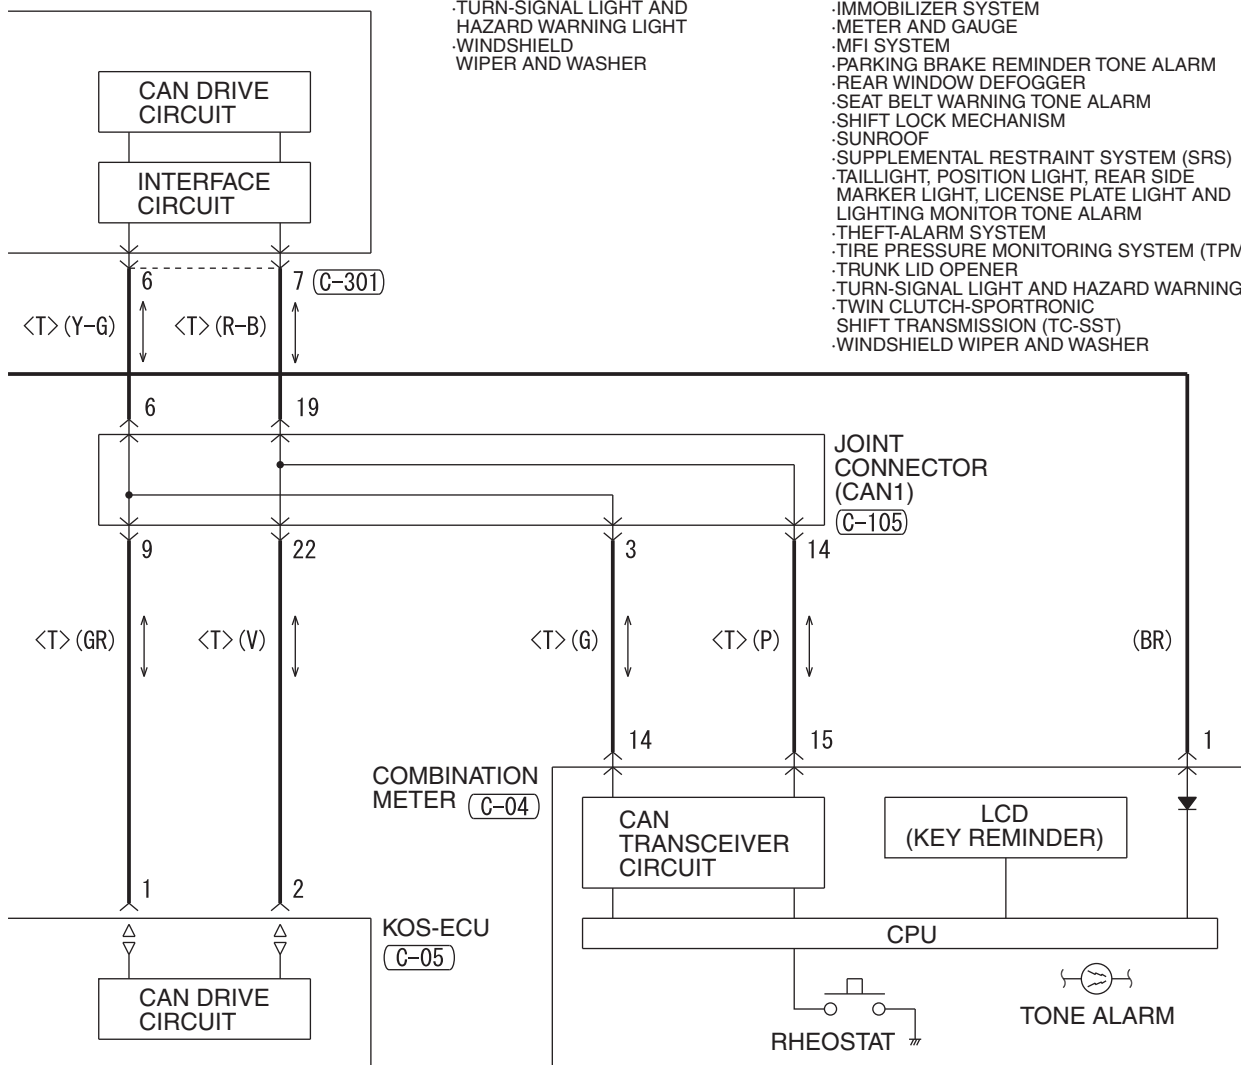 ·TURN-SIGNAL LIGHT AND
HAZARD WARNING LIGHT
·WINDSHIELD
WIPER AND WASHER
·IMMOBILIZER SYSTEM
·METER AND GAUGE
·MFI SYSTEM
·PARKING BRAKE REMINDER TONE ALARM
·REAR WINDOW DEFOGGER
·SEAT BELT WARNING TONE ALARM
·SHIFT LOCK MECHANISM
·SUNROOF
·SUPPLEMENTAL RESTRAINT SYSTEM (SRS)
·TAILLIGHT, POSITION LIGHT, REAR SIDE
MARKER LIGHT, LICENSE PLATE LIGHT AND
LIGHTING MONITOR TONE ALARM
·THEFT-ALARM SYSTEM
·TIRE PRESSURE MONITORING SYSTEM (TPM
·TRUNK LID OPENER
·TURN-SIGNAL LIGHT AND HAZARD WARNING
·TWIN CLUTCH-SPORTRONIC
SHIFT TRANSMISSION (TC-SST)
·WINDSHIELD WIPER AND WASHER
CAN DRIVE
CIRCUIT
INTERFACE
CIRCUIT
6
7 C-301
<T>(Y-G)
<T>(R-B)
6
19
JOINT
CONNECTOR
(CAN1)
C-105
9
22
3
14
<T>(GR)
<T>(V)
<T>(G)
<T>(P)
(BR)
14
15
1
COMBINATION
METER C-04
CAN
TRANSCEIVER
CIRCUIT
LCD
(KEY REMINDER)
1
2
KOS-ECU
C-05
CPU
CAN DRIVE
CIRCUIT
RHEOSTAT
TONE ALARM